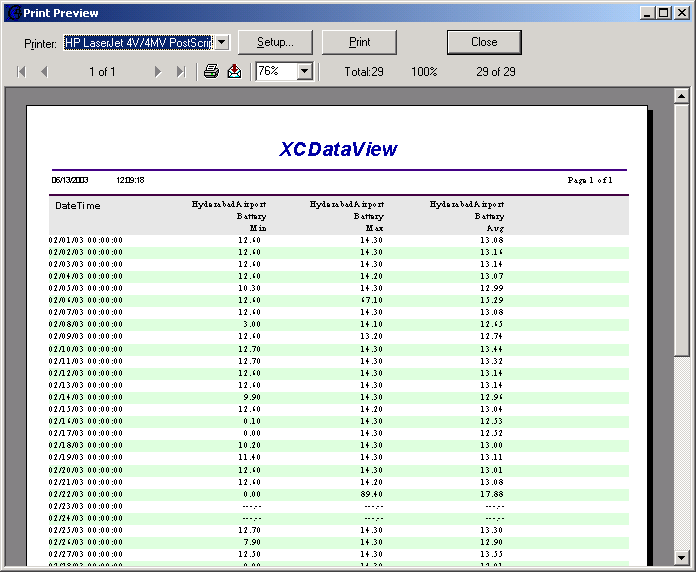 Print Preview
Printer: HP LaserJet 4V/4MV PostScrip Setup... Print Close
1 of 1 76% Total:29 100% 29 of 29
XCDataView
06/13/2003 12:09:18 Page 1 of 1
DateTime HyderabadAirport HyderabadAirport HyderabadAirport
Battery Battery Battery
Min Max Avg
02/01/03 00:00:00 12.60 14.30 13.08
02/02/03 00:00:00 12.60 14.30 13.16
02/03/03 00:00:00 12.60 14.30 13.14
02/04/03 00:00:00 12.60 14.20 13.07
02/05/03 00:00:00 10.30 14.30 12.99
02/06/03 00:00:00 12.60 67.10 15.29
02/07/03 00:00:00 12.60 14.30 13.08
02/08/03 00:00:00 3.00 14.10 12.65
02/09/03 00:00:00 12.60 13.20 12.74
02/10/03 00:00:00 12.70 14.30 13.44
02/11/03 00:00:00 12.70 14.30 13.32
02/12/03 00:00:00 12.60 14.30 13.14
02/13/03 00:00:00 12.60 14.30 13.14
02/14/03 00:00:00 9.90 14.30 12.96
02/15/03 00:00:00 12.60 14.20 13.04
02/16/03 00:00:00 0.10 14.30 12.53
02/17/03 00:00:00 0.00 14.30 12.52
02/18/03 00:00:00 10.20 14.30 13.00
02/19/03 00:00:00 11.40 14.30 13.11
02/20/03 00:00:00 12.60 14.30 13.01
02/21/03 00:00:00 12.60 14.20 13.08
02/22/03 00:00:00 0.00 89.40 17.88
02/23/03 00:00:00 ---.-- ---.-- ---.--
02/24/03 00:00:00 ---.-- ---.-- ---.--
02/25/03 00:00:00 12.70 14.30 13.30
02/26/03 00:00:00 7.90 14.30 12.90
02/27/03 00:00:00 12.50 14.30 13.55